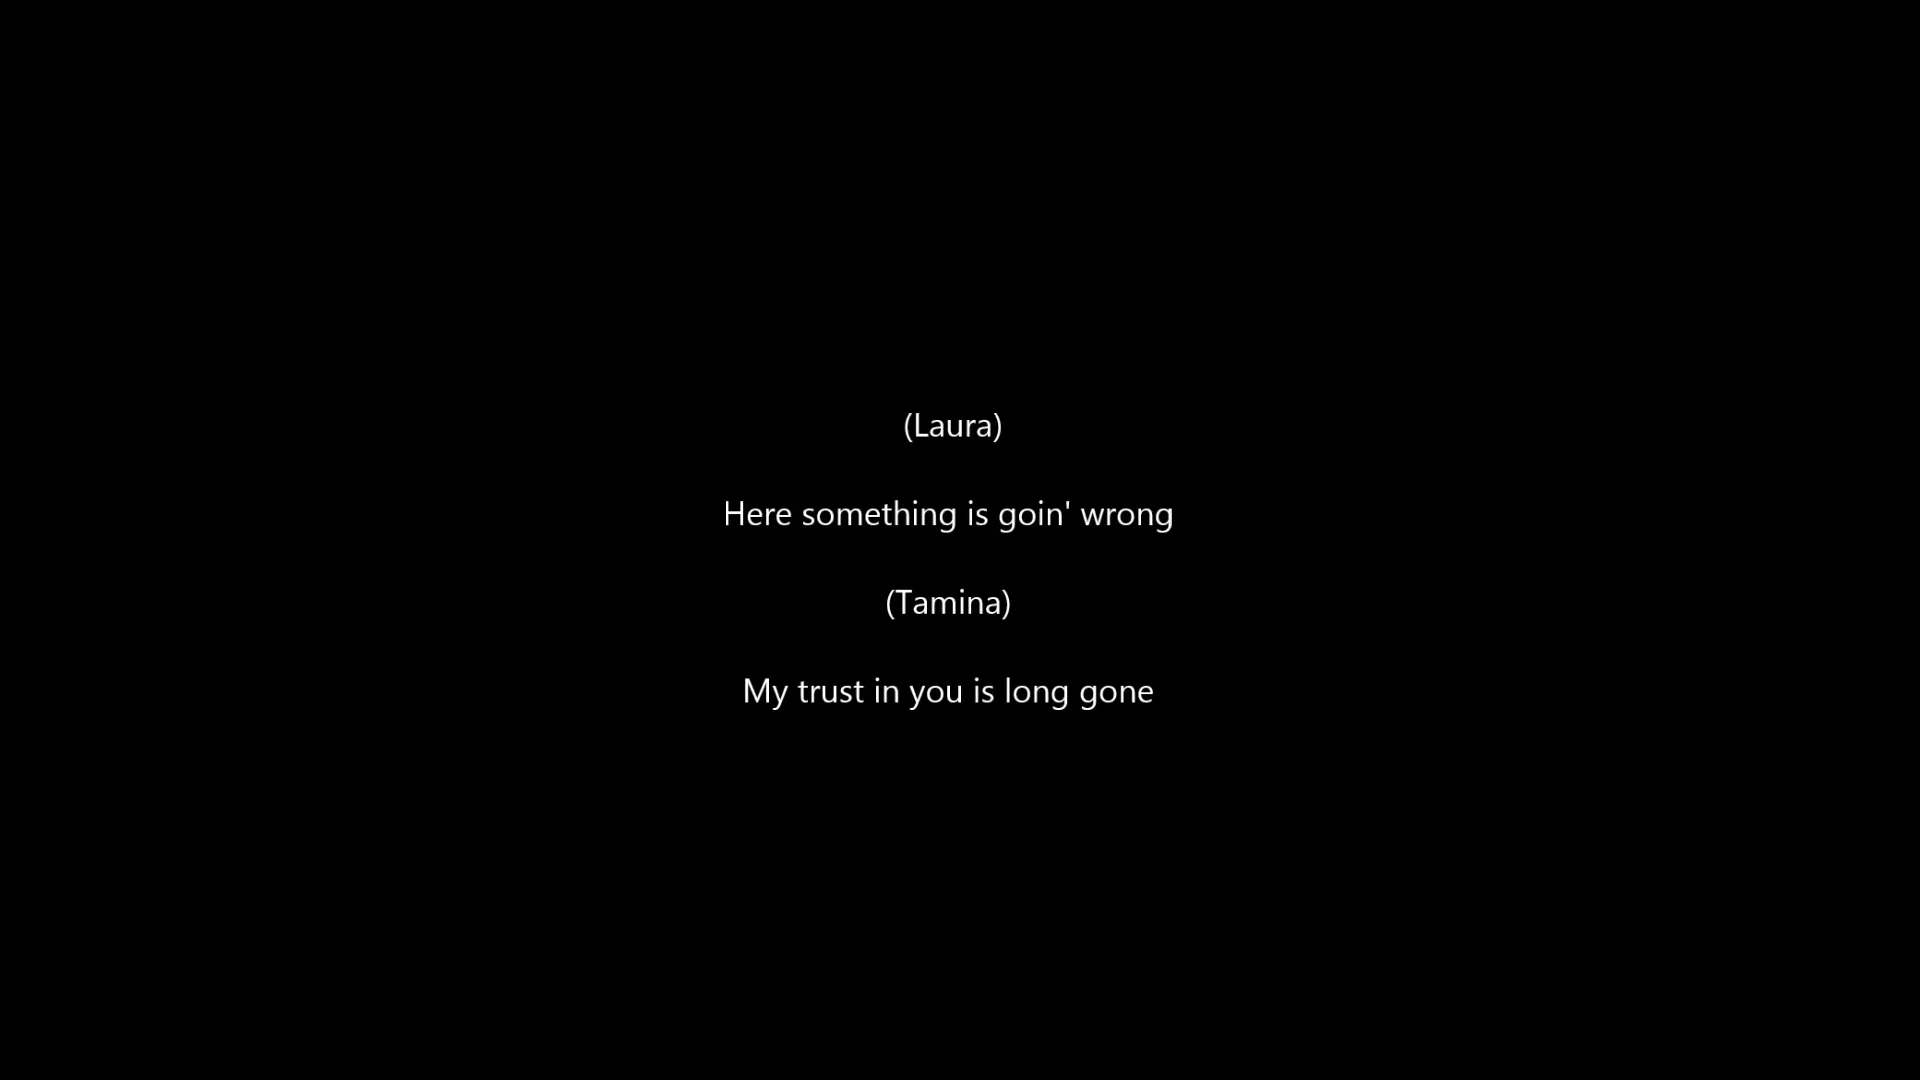 (Laura)
Here something is goin' wrong
(Tamina)
My trust in you is long gone